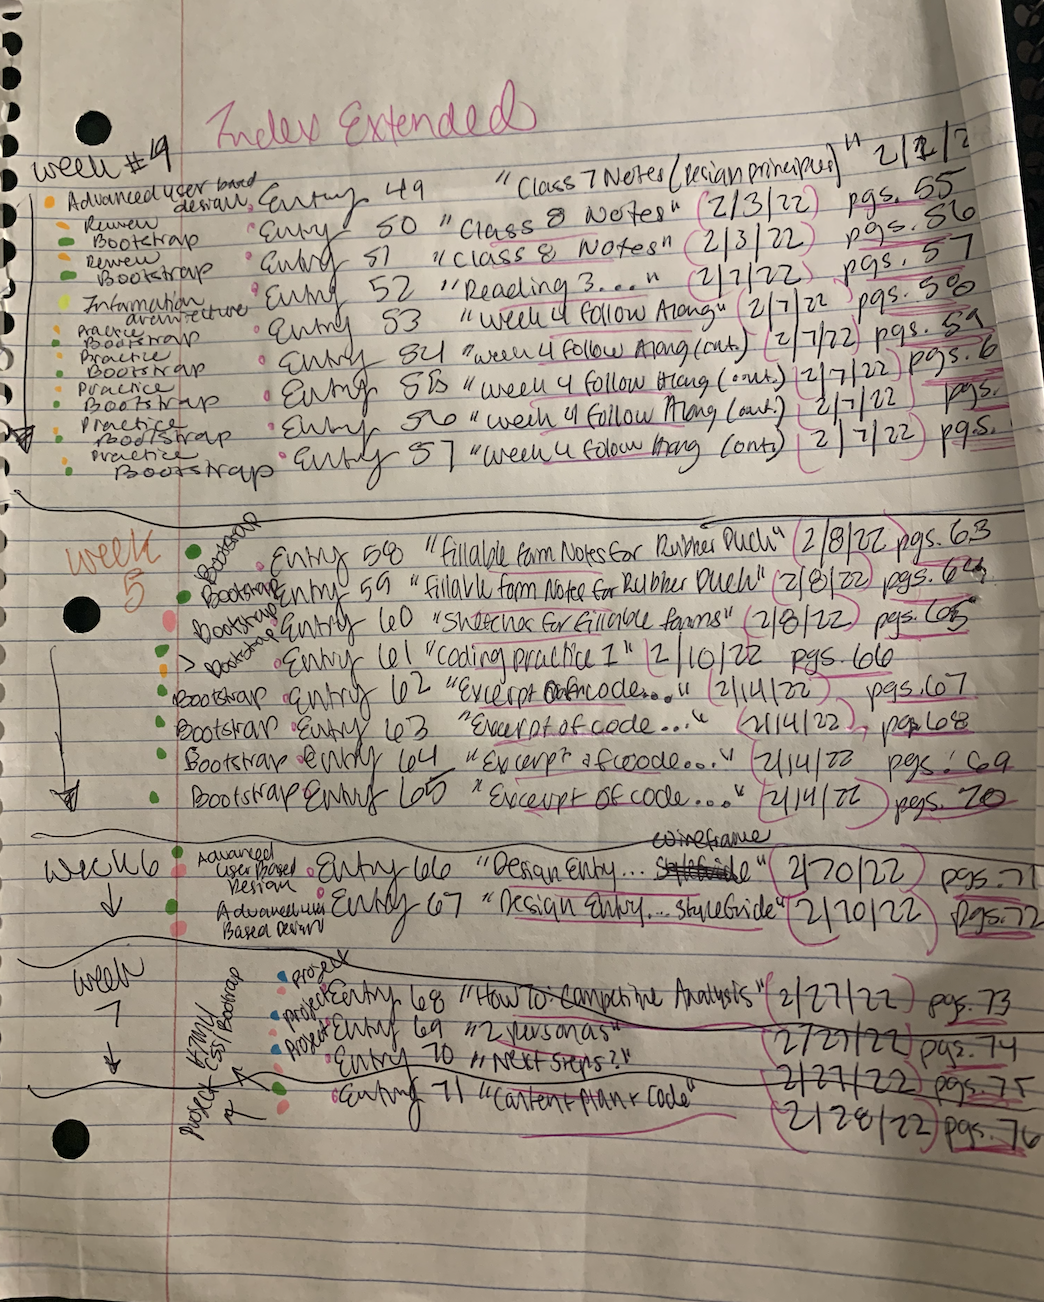 Index Extended
Week #4
Advanced user based design Entry 49 "Class 7 Notes (Design principles)" 2/1/2
Review Bootstrap Entry 50 "Class 8 Notes" (2/3/22) pgs. 55
Review Bootstrap Entry 51 "Class 8 Notes" (2/3/22) pgs. 56
Information architecture Entry 52 "Reading 3..." (2/7/22) pgs. 57
Practice Bootstrap Entry 53 "Week 4 Follow Along" (2/7/22) pgs. 58
Practice Bootstrap Entry 54 "Week 4 Follow Along (cont.) (2/7/22) pgs. 59
Practice Bootstrap Entry 55 "Week 4 Follow Along (cont.) (2/7/22) pgs. 6
Practice Bootstrap Entry 56 "Week 4 Follow Along (cont.) 2/7/22 pgs.
Practice Bootstrap Entry 57 "Week 4 Follow Along (cont.) (2/7/22) pgs.
Week 5
Bootstrap Entry 58 "Fillable Form Notes For Rubber Duck" (2/8/22) pgs. 63
Bootstrap Entry 59 "Fillable Form Notes For Rubber Duck" (2/8/22) pgs. 64
Bootstrap Entry 60 "Sketches for Fillable forms" (2/8/22) pgs. 65
Bootstrap Entry 61 "Coding practice 1" (2/10/22 pgs. 66
Bootstrap Entry 62 "Excerpt of code..." (2/14/22) pgs. 67
Bootstrap Entry 63 "Excerpt of code..." (2/14/22) pgs. 68
Bootstrap Entry 64 "Excerpt of code..." (2/14/22 pgs. 69
Bootstrap Entry 65 "Excerpt of code..." (2/14/22) pgs. 70
wireframe
Week 6 Advanced User Based Design Entry 66 "Design Entry... " (2/20/22) pgs. 71
Advanced user Based Design Entry 67 "Design Entry... StyleGuide" (2/20/22) pgs. 72
Week 7
project Entry 68 "How To: Competitive Analysis" (2/27/22) pgs. 73
project Entry 69 "2 personas" 2/27/22) pgs. 74
project Entry 70 "Next Steps?" (2/27/22) pgs. 75
Project HTML/CSS/Bootstrap Entry 71 "Content plan + Code" 2/28/22) pgs. 76